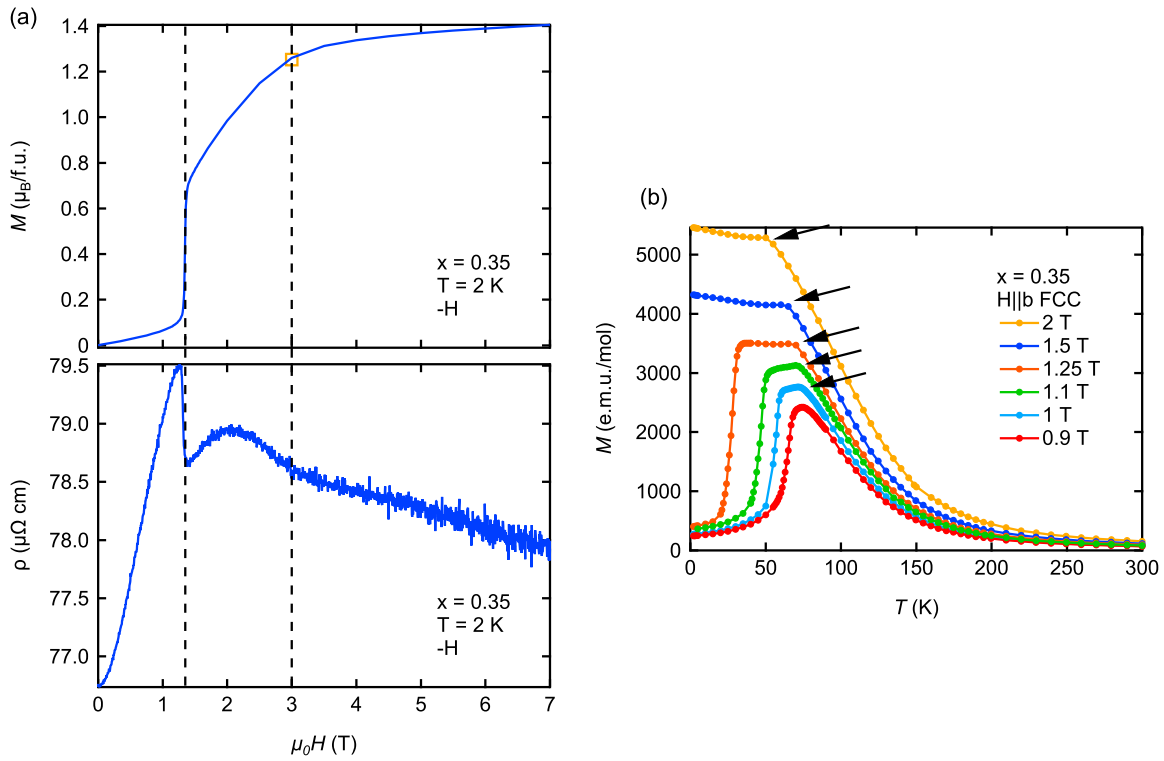 (a)
1.4
1.2
1.0
0.8
0.6
0.4
0.2
0
M (μB/f.u.)
x = 0.35
T = 2 K
-H
79.5
79.0
78.5
78.0
77.5
77.0
ρ (μΩ cm)
x = 0.35
T = 2 K
-H
0 1 2 3 4 5 6 7
μ0H (T)
(b)
5000
4000
3000
2000
1000
0
M (e.m.u./mol)
x = 0.35
H||b FCC
2 T
1.5 T
1.25 T
1.1 T
1 T
0.9 T
0 50 100 150 200 250 300
T (K)